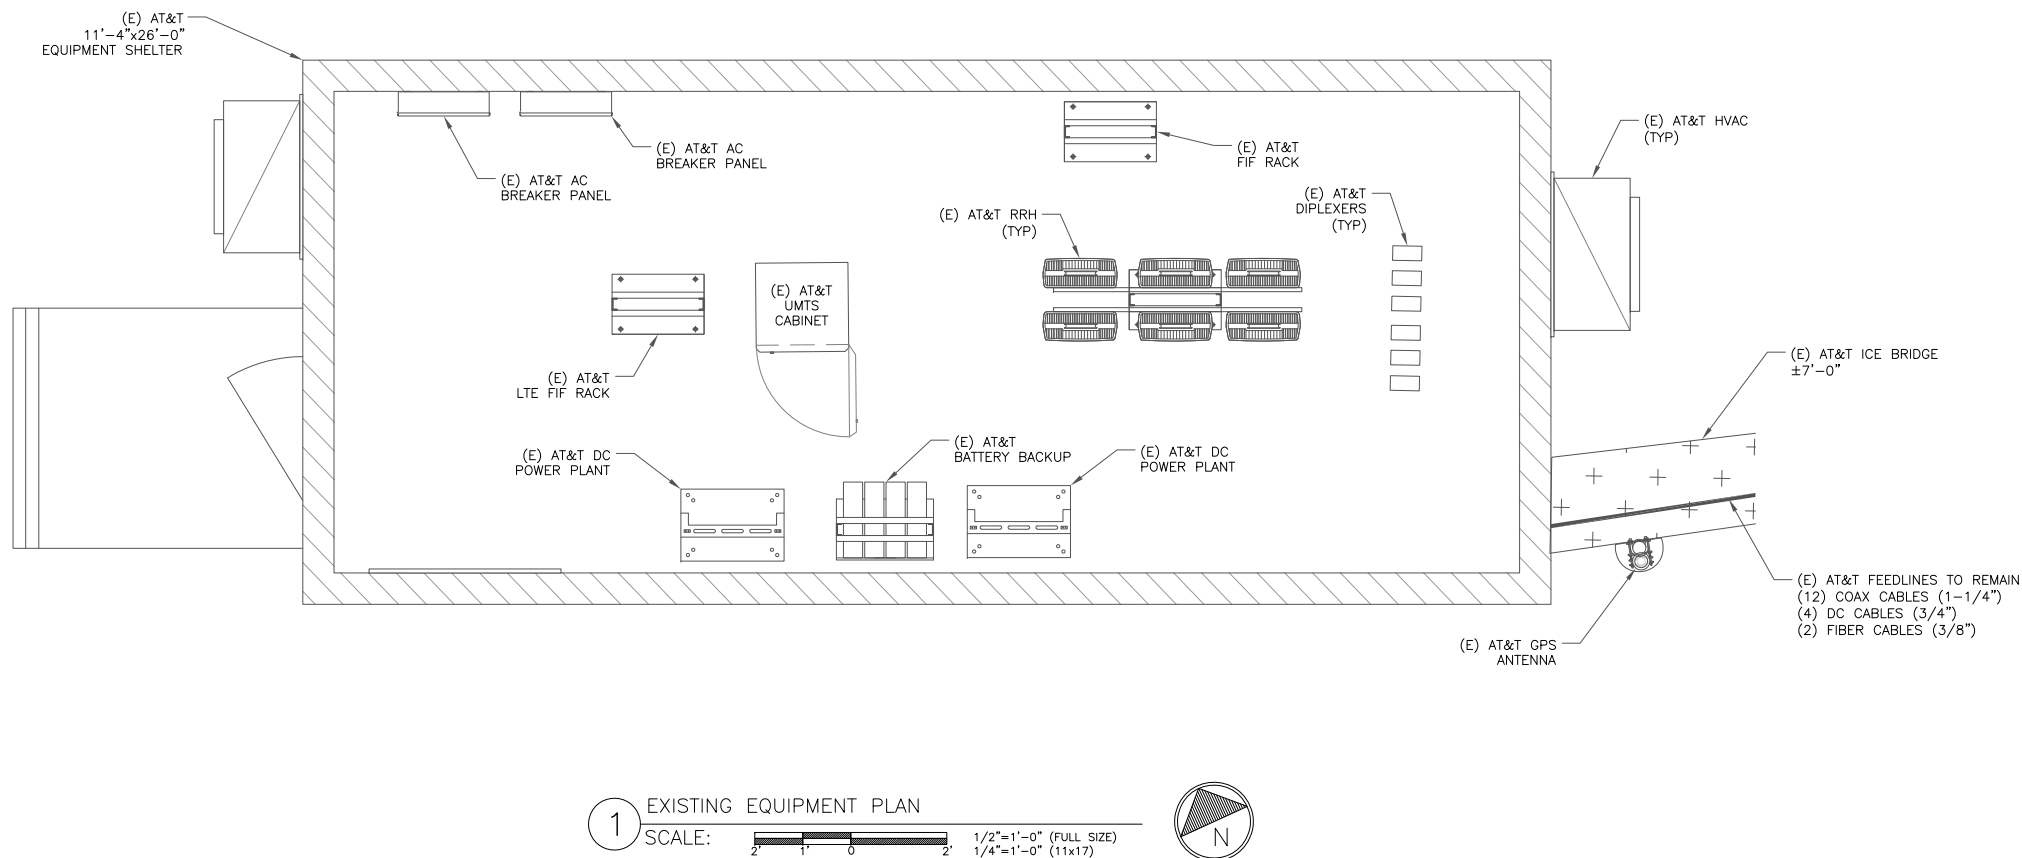 (E) AT&T
11'-4"x26'-0"
EQUIPMENT SHELTER
(E) AT&T AC
BREAKER PANEL
(E) AT&T AC
BREAKER PANEL
(E) AT&T
FIF RACK
(E) AT&T HVAC
(TYP)
(E) AT&T RRH
(TYP)
(E) AT&T
DIPLEXERS
(TYP)
(E) AT&T
UMTS
CABINET
(E) AT&T
LTE FIF RACK
(E) AT&T ICE BRIDGE
±7'-0"
(E) AT&T DC
POWER PLANT
(E) AT&T
BATTERY BACKUP
(E) AT&T DC
POWER PLANT
(E) AT&T FEEDLINES TO REMAIN
(12) COAX CABLES (1-1/4")
(4) DC CABLES (3/4")
(2) FIBER CABLES (3/8")
(E) AT&T GPS
ANTENNA
1
EXISTING EQUIPMENT PLAN
SCALE:
2' 1' 0 2'
1/2"=1'-0" (FULL SIZE)
1/4"=1'-0" (11x17)
N